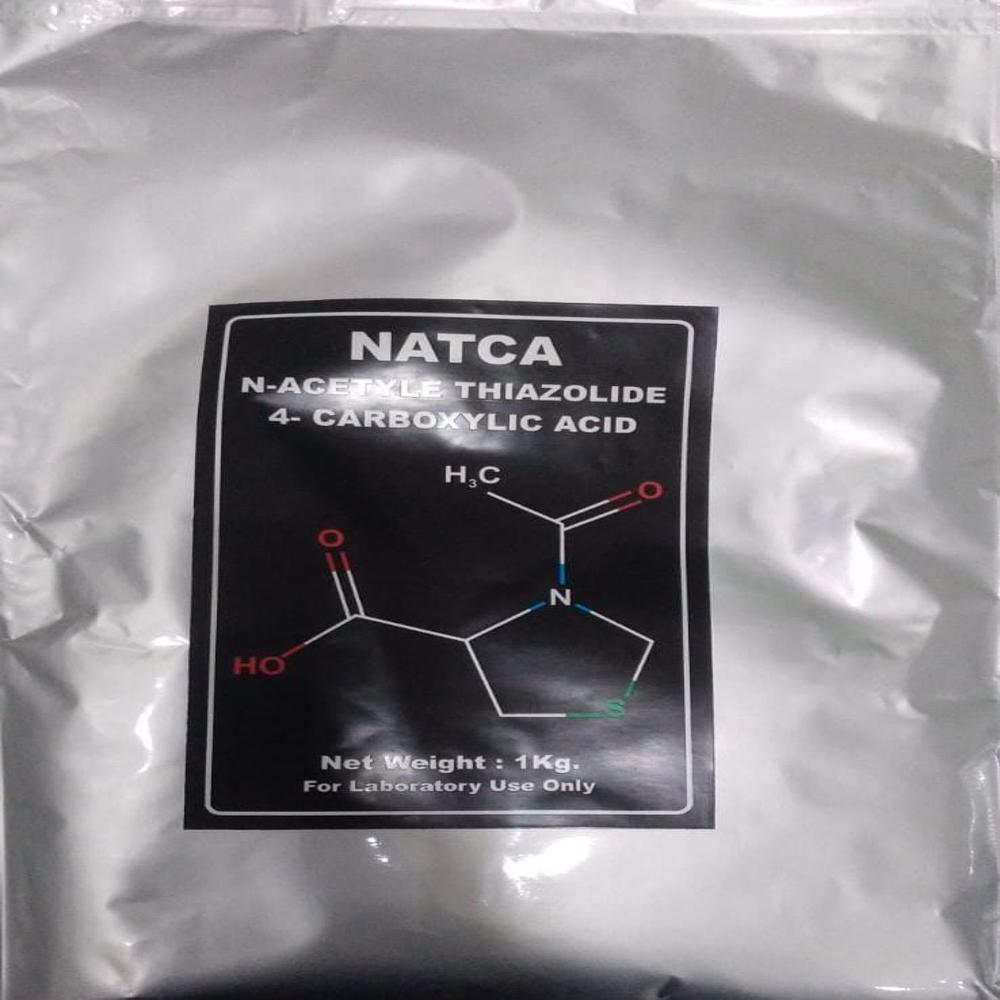 NATCA
N-ACETYLE THIAZOLIDE
4- CARBOXYLIC ACID
H₃C
O
O
N
HO
S
Net Weight : 1Kg.
For Laboratory Use Only